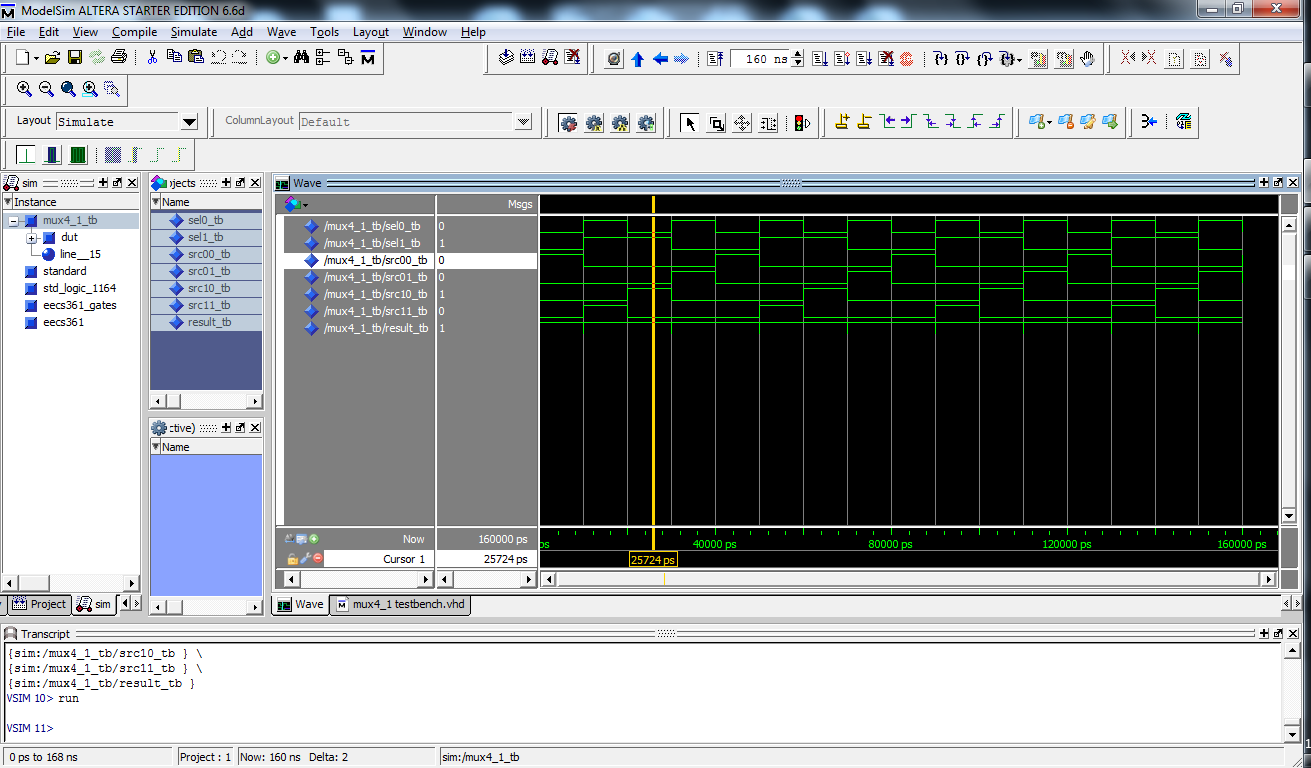 ModelSim ALTERA STARTER EDITION 6.6d
File Edit View Compile Simulate Add Wave Tools Layout Window Help
160 ns
Layout Simulate ColumnLayout Default
sim
Instance
mux4_1_tb
dut
line__15
standard
std_logic_1164
eecs361_gates
eecs361
Project sim
jects
Name
sel0_tb
sel1_tb
src00_tb
src01_tb
src10_tb
src11_tb
result_tb
ctive)
Name
Wave
Msgs
/mux4_1_tb/sel0_tb 0
/mux4_1_tb/sel1_tb 1
/mux4_1_tb/src00_tb 0
/mux4_1_tb/src01_tb 0
/mux4_1_tb/src10_tb 1
/mux4_1_tb/src11_tb 0
/mux4_1_tb/result_tb 1
Now 160000 ps
ps 40000 ps 80000 ps 120000 ps 160000 ps
Cursor 1 25724 ps
25724 ps
Wave mux4_1 testbench.vhd
Transcript
{sim:/mux4_1_tb/src10_tb } \
{sim:/mux4_1_tb/src11_tb } \
{sim:/mux4_1_tb/result_tb }
VSIM 10> run
VSIM 11>
0 ps to 168 ns Project : 1 Now: 160 ns Delta: 2 sim:/mux4_1_tb